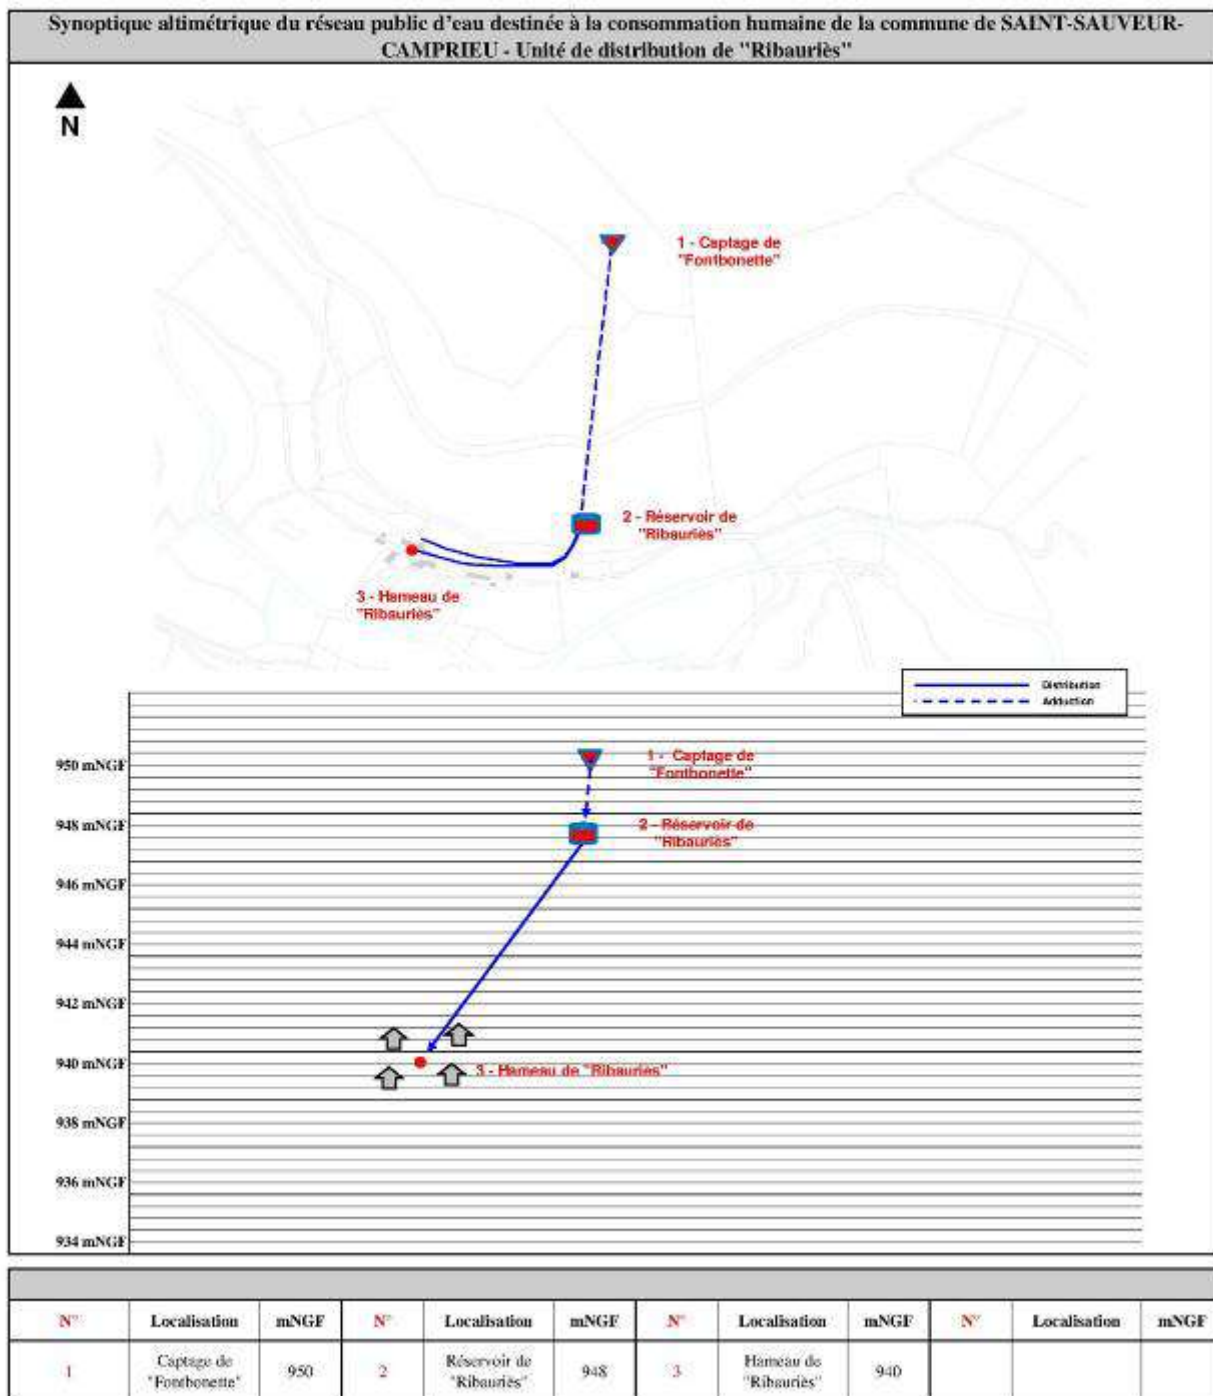 Synoptique altimétrique du réseau public d'eau destinée à la consommation humaine de la commune de SAINT-SAUVEUR-
CAMPRIEU - Unité de distribution de "Ribauriès"
N
1 - Captage de
"Fontbonette"
2 - Réservoir de
"Ribauriès"
3 - Hameau de
"Ribauriès"
Distribution
Adduction
950 mNGF
1 - Captage de
"Fontbonette"
948 mNGF
2 - Réservoir de
"Ribauriès"
946 mNGF
944 mNGF
942 mNGF
940 mNGF
3 - Hameau de "Ribauriès"
938 mNGF
936 mNGF
934 mNGF
N° Localisation mNGF N° Localisation mNGF N° Localisation mNGF N° Localisation mNGF
1 Captage de "Fontbonette" 950 2 Réservoir de "Ribauriès" 948 3 Hameau de "Ribauriès" 940